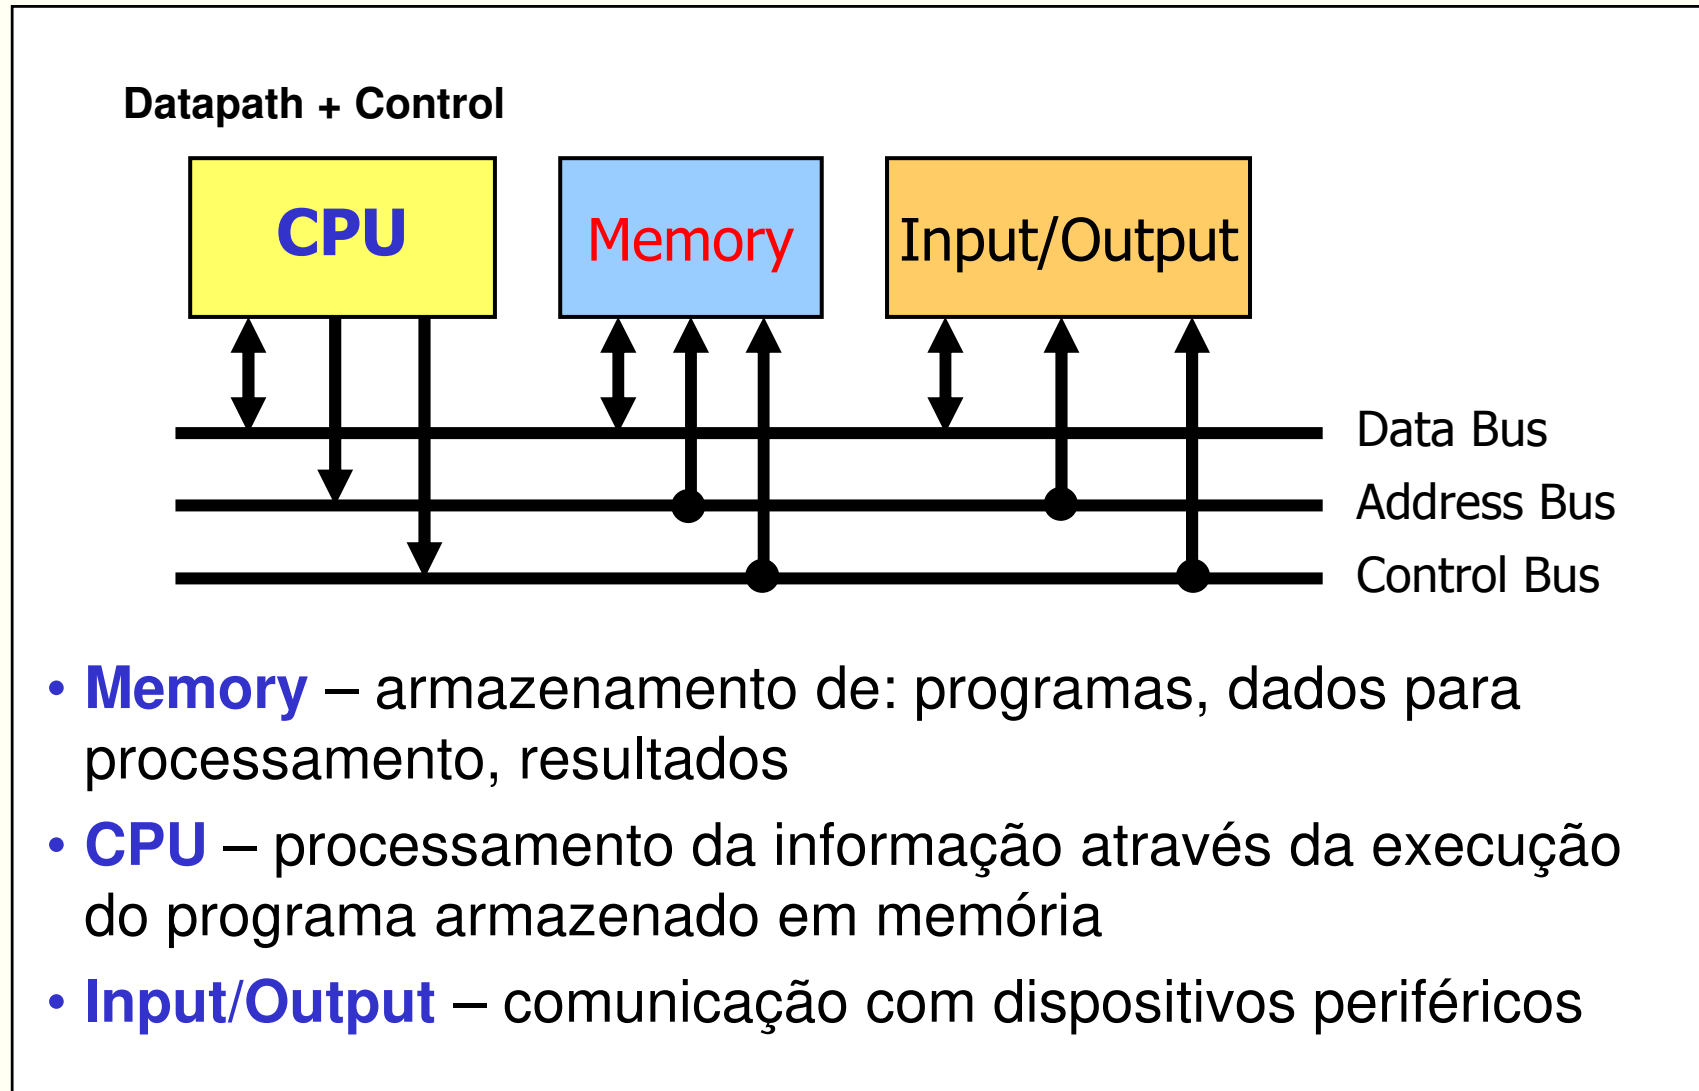 Datapath + Control
CPU
Memory
Input/Output
Data Bus
Address Bus
Control Bus
• Memory – armazenamento de: programas, dados para
processamento, resultados
• CPU – processamento da informação através da execução
do programa armazenado em memória
• Input/Output – comunicação com dispositivos periféricos